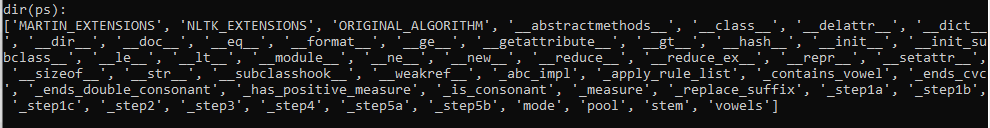 dir(ps):
['MARTIN_EXTENSIONS', 'NLTK_EXTENSIONS', 'ORIGINAL_ALGORITHM', '__abstractmethods__', '__class__', '__delattr__', '__dict__
', '__dir__', '__doc__', '__eq__', '__format__', '__ge__', '__getattribute__', '__gt__', '__hash__', '__init__', '__init_su
bclass__', '__le__', '__lt__', '__module__', '__ne__', '__new__', '__reduce__', '__reduce_ex__', '__repr__', '__setattr__',
 '__sizeof__', '__str__', '__subclasshook__', '__weakref__', '_abc_impl', '_apply_rule_list', '_contains_vowel', '_ends_cvc
', '_ends_double_consonant', '_has_positive_measure', '_is_consonant', '_measure', '_replace_suffix', '_step1a', '_step1b',
 '_step1c', '_step2', '_step3', '_step4', '_step5a', '_step5b', 'mode', 'pool', 'stem', 'vowels']